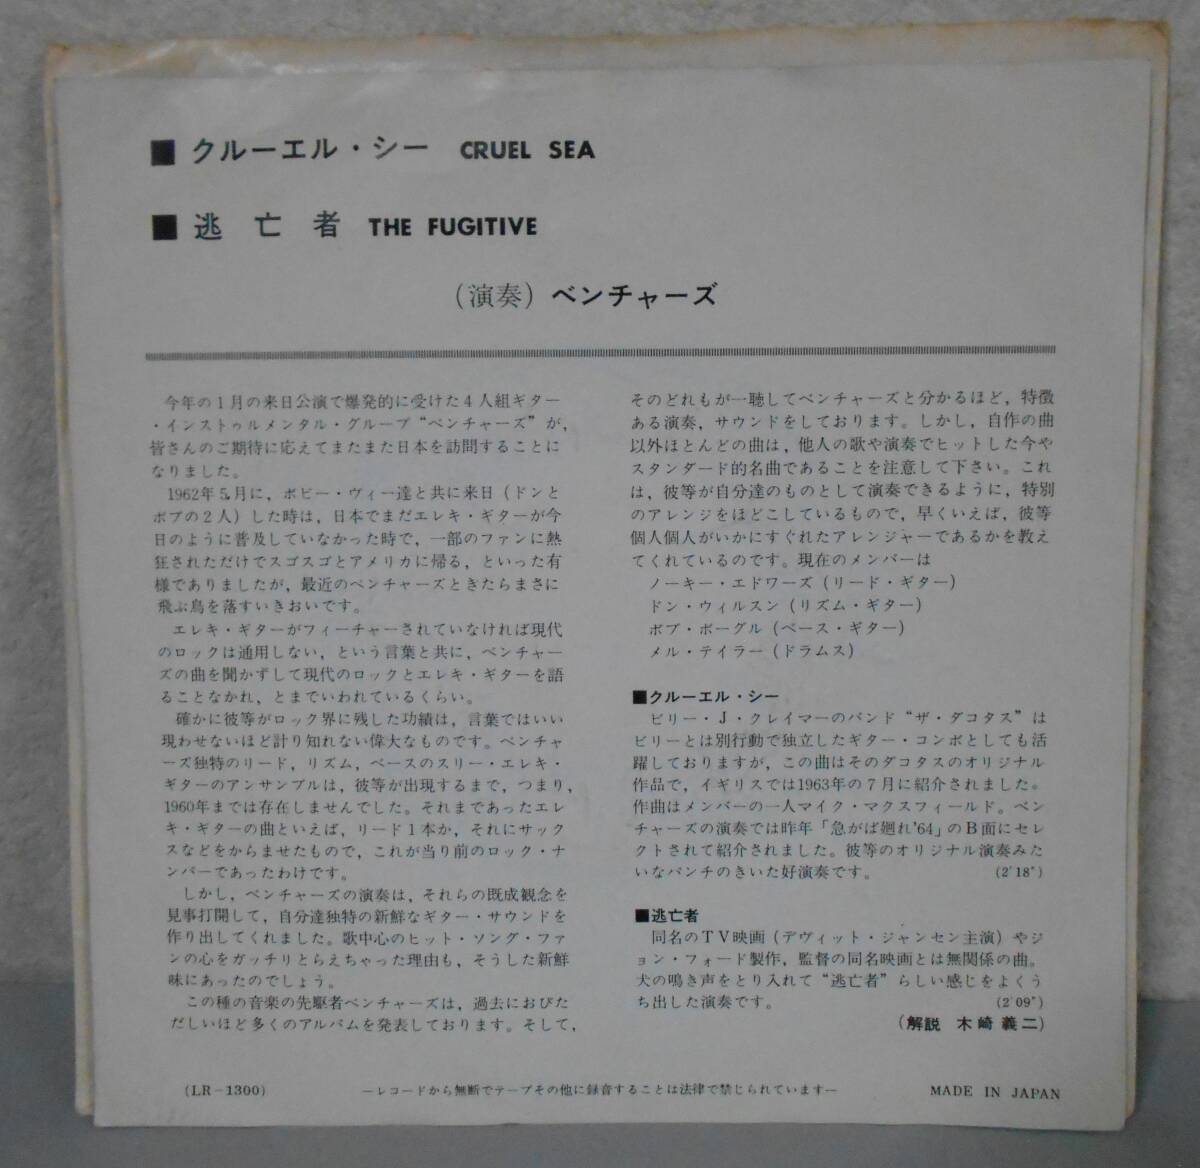 ■ クルーエル・シー CRUEL SEA
■ 逃亡者 THE FUGITIVE
(演奏) ベンチャーズ
今年の1月の来日公演で爆発的に受けた4人組ギター
・インストゥルメンタル・グループ“ベンチャーズ”が,
皆さんのご期待に応えてまたまた日本を訪問することに
なりました。
1962年5月に, ボビー・ヴィー達と共に来日 (ドンと
ボブの2人) した時は, 日本でまだエレキ・ギターが今
日のように普及していなかった時で, 一部のファンに熱
狂されただけでスゴスゴとアメリカに帰る, といった有
様でありましたが, 最近のベンチャーズときたらまさに
飛ぶ鳥を落すいきおいです。
エレキ・ギターがフィーチャーされていなければ現代
のロックは通用しない, という言葉と共に, ベンチャー
ズの曲を聞かずして現代のロックとエレキ・ギターを語
ることなかれ, とまでいわれているくらい。
確かに彼等がロック界に残した功績は, 言葉ではいい
現わせないほど計り知れない偉大なものです。ベンチャ
ーズ独特のリード, リズム, ベースのスリー・エレキ・
ギターのアンサンブルは, 彼等が出現するまで, つまり,
1960年までは存在しませんでした。それまであったエレ
キ・ギターの曲といえば, リード1本か, それにサック
スなどをからませたもので, これが当り前のロック・ナ
ンバーであったわけです。
しかし, ベンチャーズの演奏は, それらの既成観念を
見事打開して, 自分達独特の新鮮なギター・サウンドを
作り出してくれました。歌中心のヒット・ソング・ファ
ンの心をガッチリとらえちゃった理由も, そうした新鮮
味にあったのでしょう。
この種の音楽の先駆者ベンチャーズは, 過去におびた
だしいほど多くのアルバムを発表しております。そして,
そのどれもが一聴してベンチャーズと分かるほど, 特徴
ある演奏, サウンドをしております。しかし, 自作の曲
以外ほとんどの曲は, 他人の歌や演奏でヒットした今や
スタンダード的名曲であることを注意して下さい。これ
は, 彼等が自分達のものとして演奏できるように, 特別
のアレンジをほどこしているもので, 早くいえば, 彼等
個人個人がいかにすぐれたアレンジャーであるかを教え
てくれているのです。現在のメンバーは
ノーキー・エドワーズ (リード・ギター)
ドン・ウィルスン (リズム・ギター)
ボブ・ボーグル (ベース・ギター)
メル・テイラー (ドラムス)
■クルーエル・シー
ビリー・J・クレイマーのバンド“ザ・ダコタス”は
ビリーとは別行動で独立したギター・コンボとしても活
躍しておりますが, この曲はそのダコタスのオリジナル
作品で, イギリスでは1963年の7月に紹介されました。
作曲はメンバーの一人マイク・マクスフィールド。ベン
チャーズの演奏では昨年「急がば廻れ'64」のB面にセレ
クトされて紹介されました。彼等のオリジナル演奏みた
いなパンチのきいた好演奏です。 (2'18")
■逃亡者
同名のTV映画 (デヴィット・ジャンセン主演) やジ
ョン・フォード製作, 監督の同名映画とは無関係の曲。
犬の鳴き声をとり入れて“逃亡者”らしい感じをよくう
ち出した演奏です。 (2'09")
(解説 木崎義二)
(LR-1300) —レコードから無断でテープその他に録音することは法律で禁じられています— MADE IN JAPAN